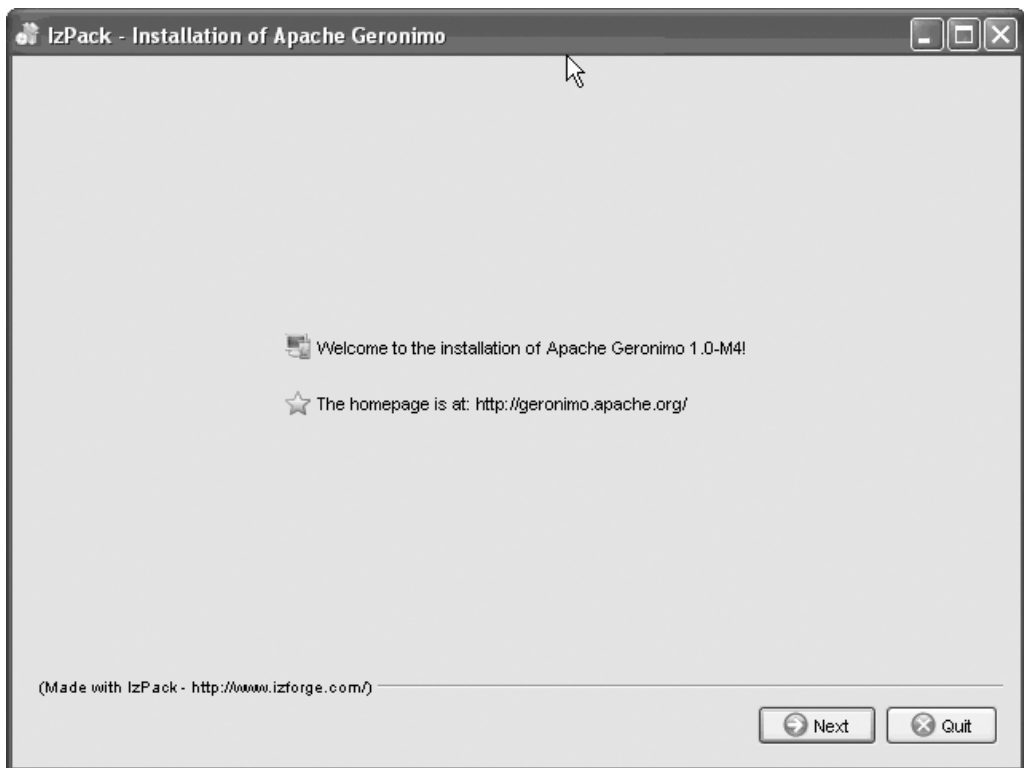 IzPack - Installation of Apache Geronimo
Welcome to the installation of Apache Geronimo 1.0-M4!
The homepage is at: http://geronimo.apache.org/
(Made with IzPack - http://www.izforge.com/)
Next
Quit